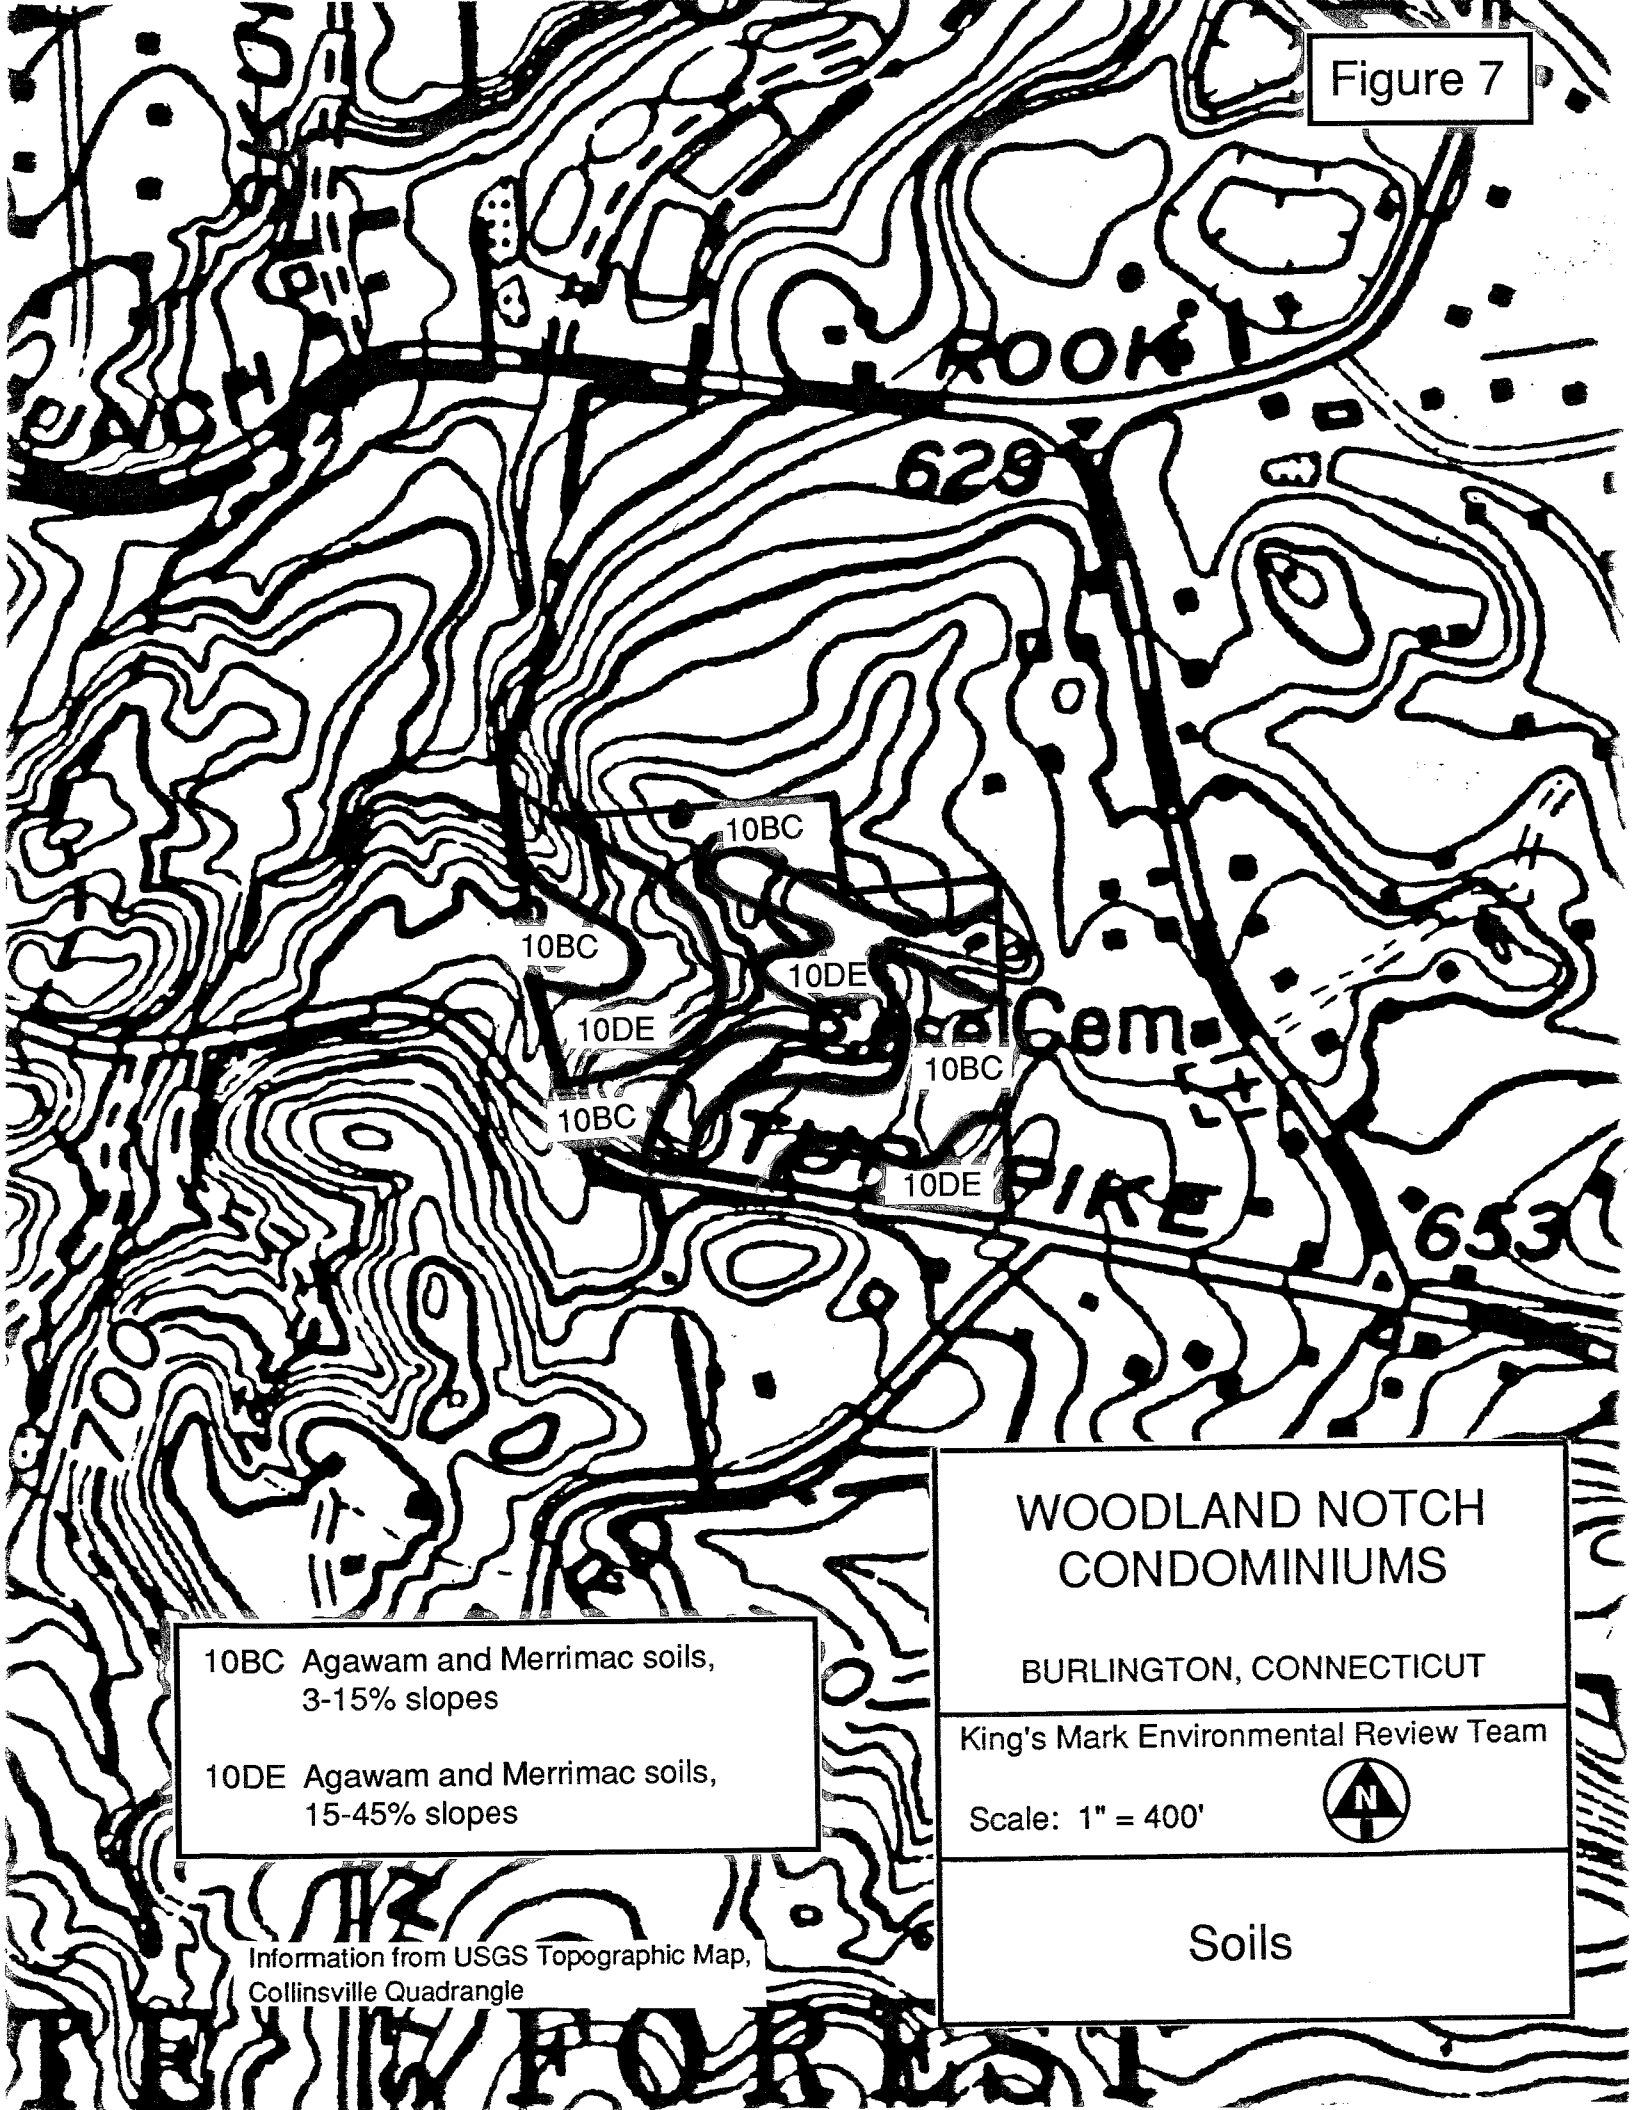 Figure 7
ROOK
629
10BC
10BC
10DE
10DE
Cem
10BC
10BC
10DE
PIKE
653
WOODLAND NOTCH
CONDOMINIUMS
BURLINGTON, CONNECTICUT
King's Mark Environmental Review Team
N
Scale: 1" = 400'
Soils
10BC Agawam and Merrimac soils,
3-15% slopes
10DE Agawam and Merrimac soils,
15-45% slopes
Information from USGS Topographic Map,
Collinsville Quadrangle
TE FOREST